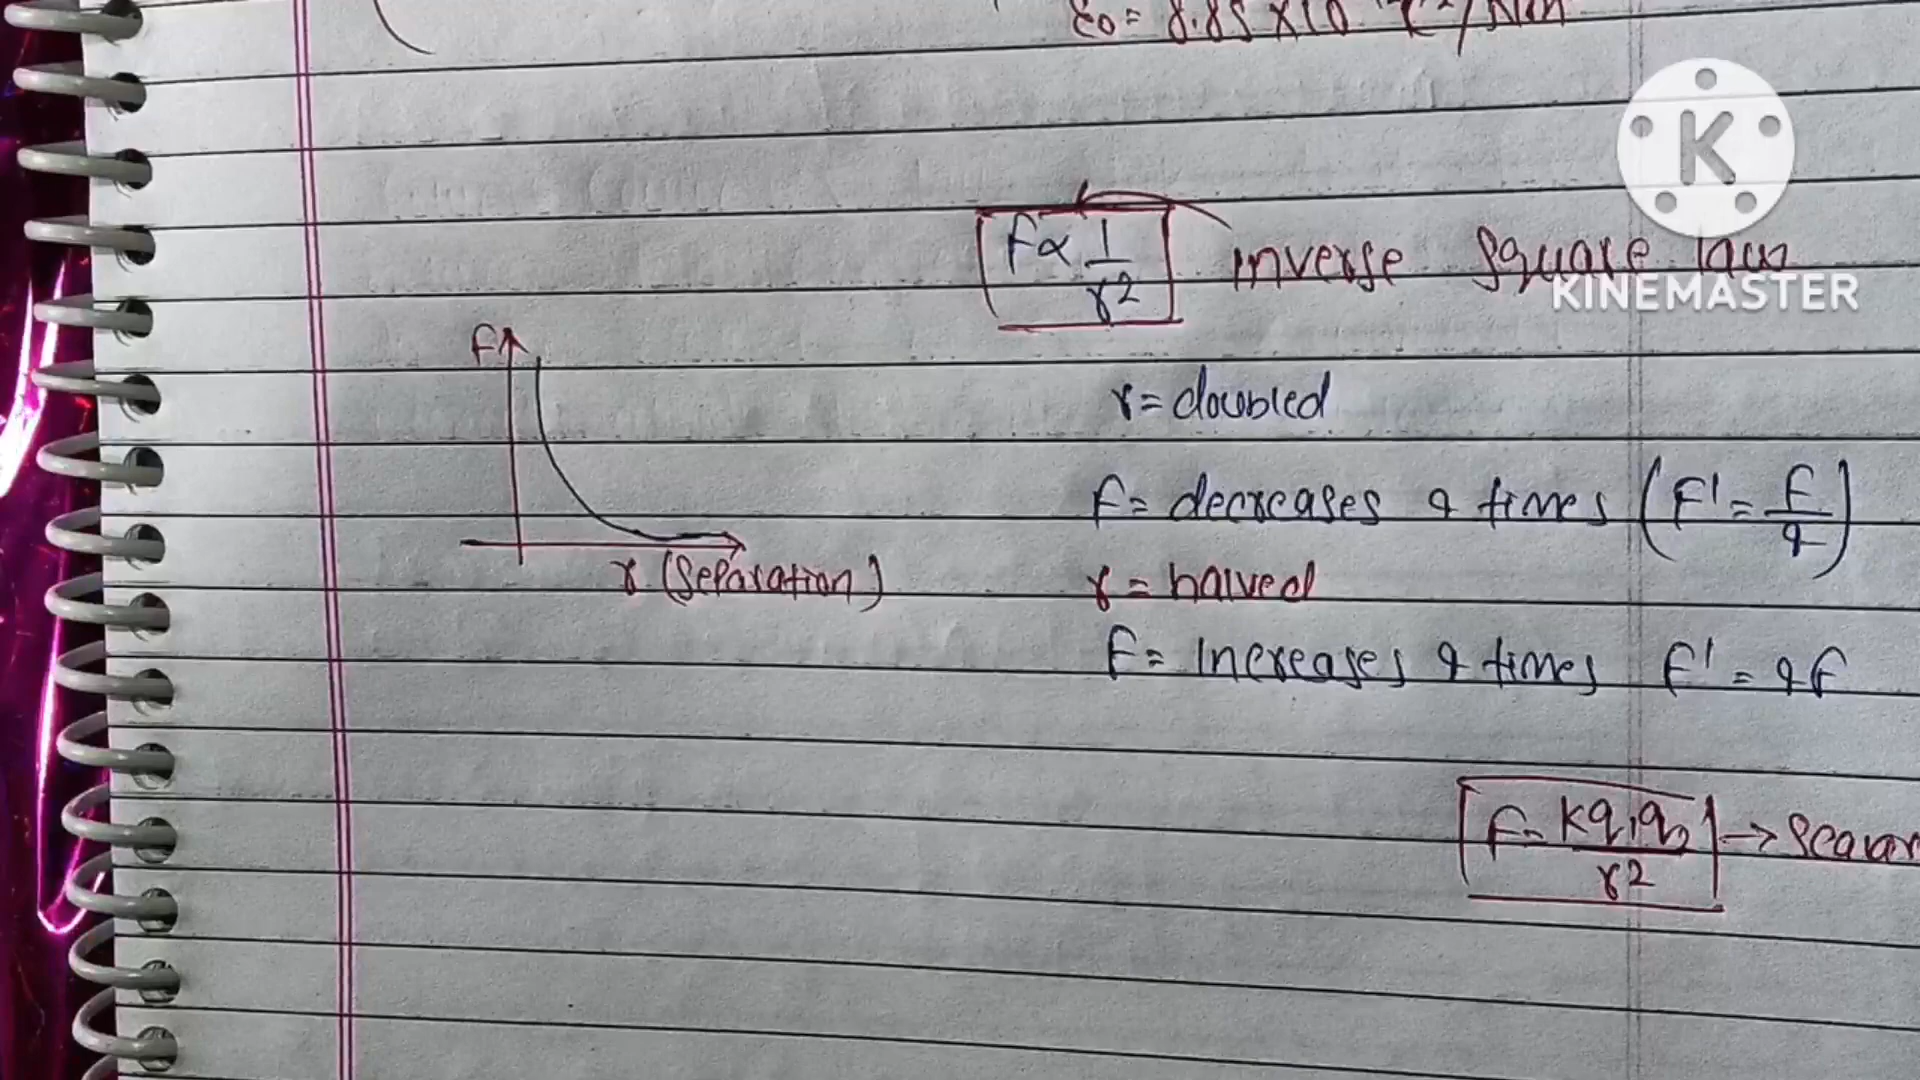 ε0 = 8.85 × 10
F ∝ 1/r²  inverse square law
KINEMASTER
F
r (Separation)
r = doubled
F = decreases 4 times (F' = F/4)
r = halved
F = Increases 4 times F' = 4F
F = Kq1q2/r² →